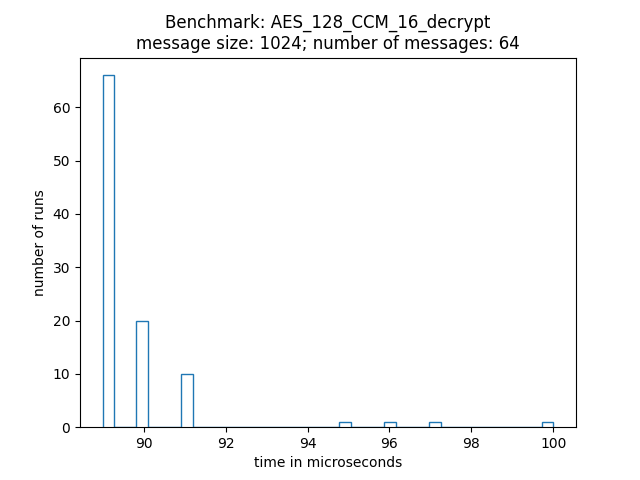 Benchmark: AES_128_CCM_16_decrypt
message size: 1024; number of messages: 64
60
50
40
30
20
10
0
number of runs
90 92 94 96 98 100
time in microseconds